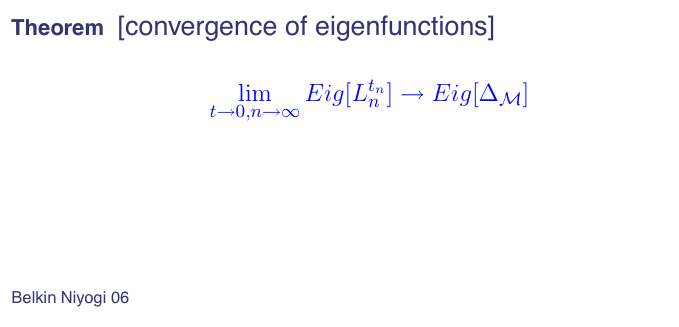 Theorem [convergence of eigenfunctions]
lim t→0,n→∞ Eig[L_n^{t_n}] → Eig[Δ_ℳ]
Belkin Niyogi 06